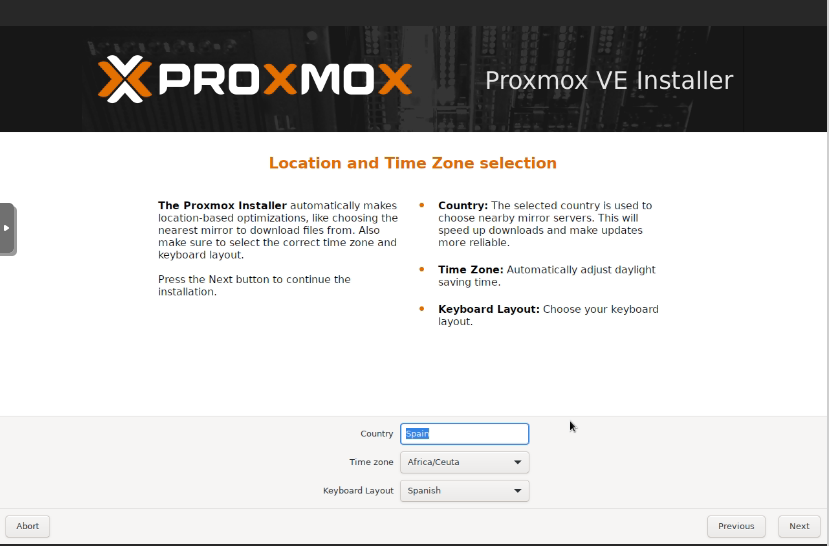 PROXMOX
Proxmox VE Installer
Location and Time Zone selection
The Proxmox Installer automatically makes
location-based optimizations, like choosing the
nearest mirror to download files from. Also
make sure to select the correct time zone and
keyboard layout.
Press the Next button to continue the
installation.
• Country: The selected country is used to
choose nearby mirror servers. This will
speed up downloads and make updates
more reliable.
• Time Zone: Automatically adjust daylight
saving time.
• Keyboard Layout: Choose your keyboard
layout.
Country Spain
Time zone Africa/Ceuta
Keyboard Layout Spanish
Abort Previous Next